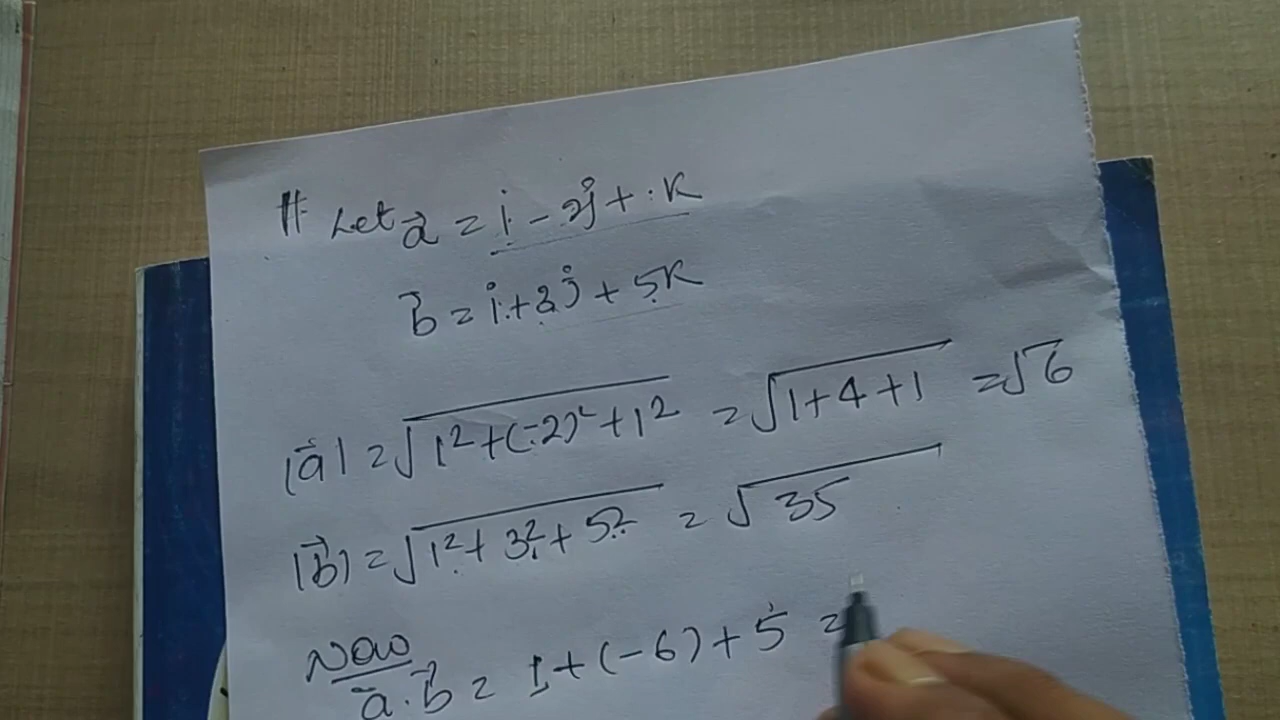 # Let a⃗ = i - 2j + k
b⃗ = i + 3j + 5k
|a⃗| = √(1² + (-2)² + 1²) = √(1+4+1) = √6
|b⃗| = √(1² + 3² + 5²) = √35
Now
a⃗ . b⃗ = 1 + (-6) + 5 =